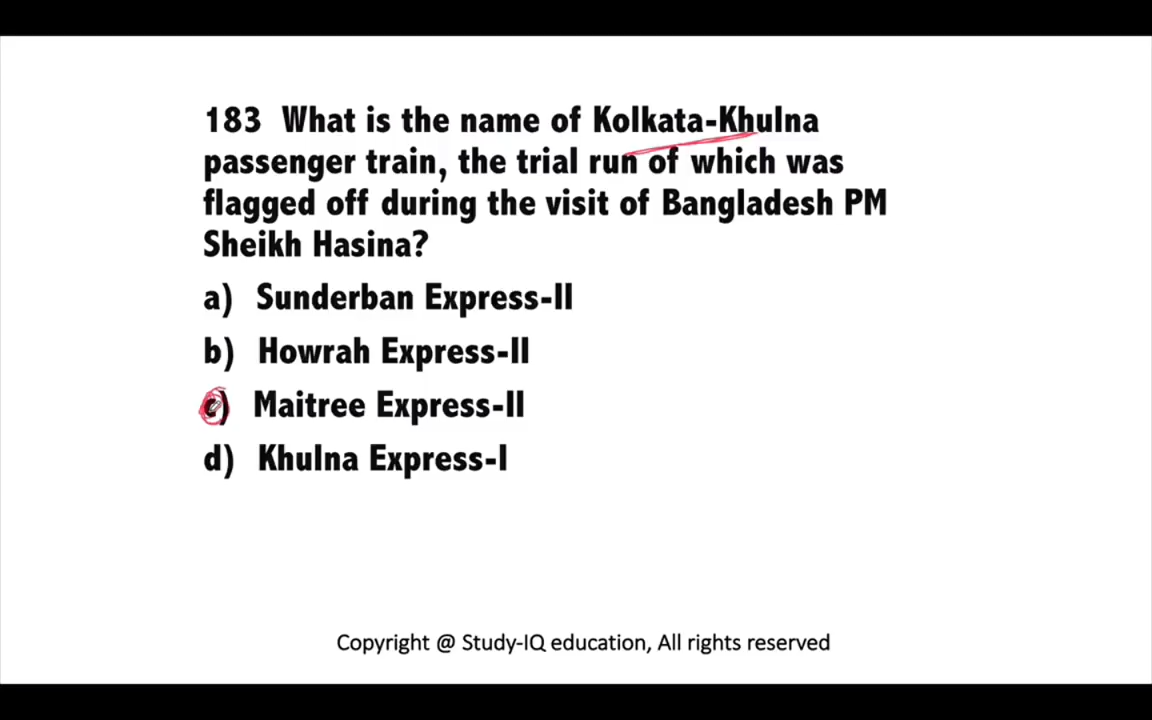 183 What is the name of Kolkata-Khulna
passenger train, the trial run of which was
flagged off during the visit of Bangladesh PM
Sheikh Hasina?
a) Sunderban Express-II
b) Howrah Express-II
c) Maitree Express-II
d) Khulna Express-I
Copyright @ Study-IQ education, All rights reserved